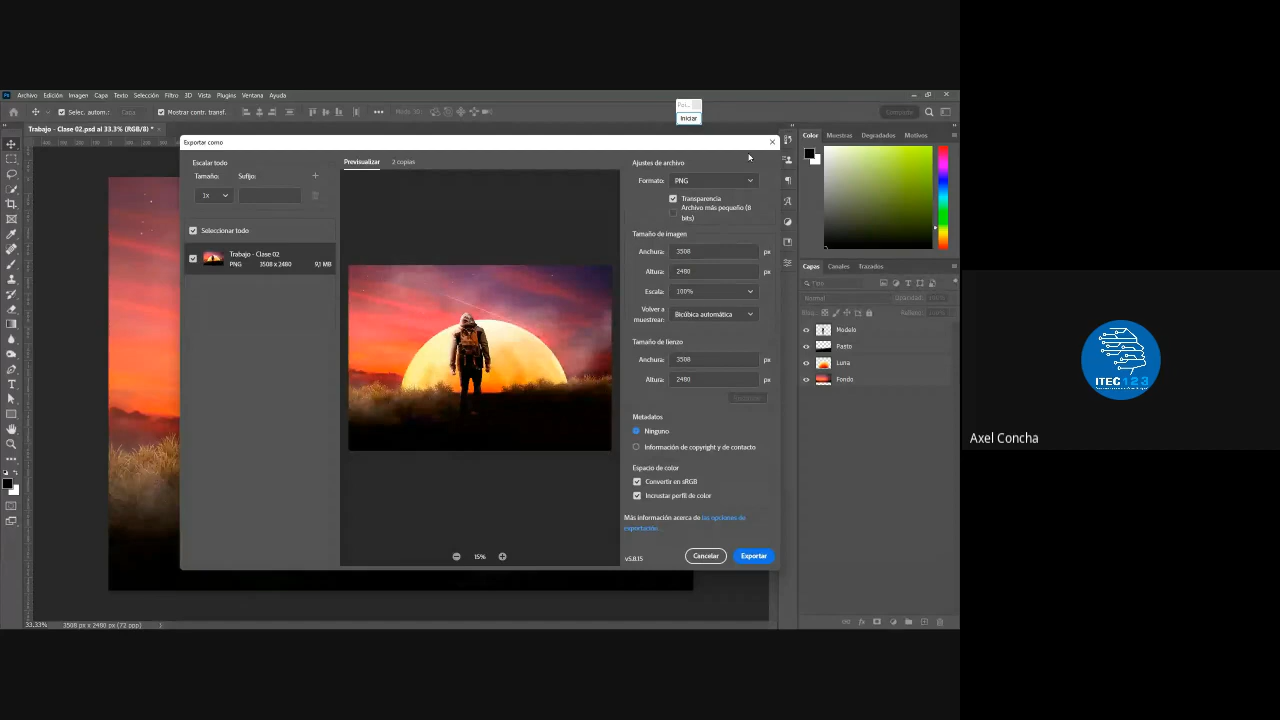 Archivo Edición Imagen Capa Texto Selección Filtro 3D Vista Plugins Ventana Ayuda
Selec. autom.: Capa Mostrar contr. transf. Modo 3D: Compartir
Iniciar
Trabajo - Clase 02.psd al 33.3% (RGB/8) *
Exportar como
Escalar todo
Tamaño: Sufijo:
1x
Seleccionar todo
Trabajo - Clase 02
PNG 3508 x 2480 9,1 MB
Previsualizar 2 copias
15%
Ajustes de archivo
Formato: PNG
Transparencia
Archivo más pequeño (8
bits)
Tamaño de imagen
Anchura: 3508 px
Altura: 2480 px
Escala: 100%
Volver a
muestrear: Bicúbica automática
Tamaño de lienzo
Anchura: 3508 px
Altura: 2480 px
Metadatos
Ninguno
Información de copyright y de contacto
Espacio de color
Convertir en sRGB
Incrustar perfil de color
Más información acerca de las opciones de
exportación.
v5.8.15 Cancelar Exportar
Color Muestras Degradados Motivos
Capas Canales Trazados
Tipo
Normal Opacidad: 100%
Bloq.: Relleno:
Modelo
Pasto
Luna
Fondo
33.33% 3508 px x 2480 px (72 ppp)
ITEC 123
Axel Concha